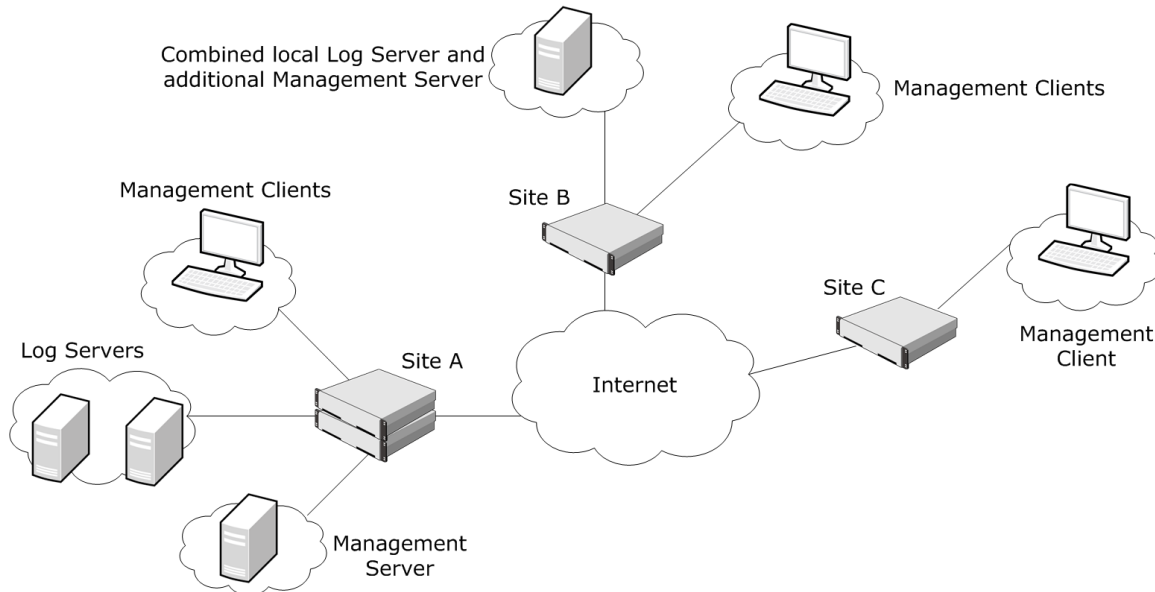 Combined local Log Server and
additional Management Server
Management Clients
Site B
Management Clients
Site C
Management
Client
Log Servers
Site A
Internet
Management
Server